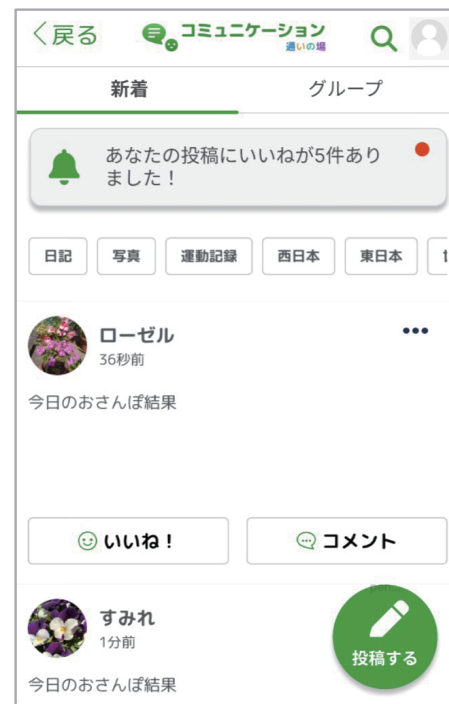 戻る
コミュニケーション
通いの場
新着
グループ
あなたの投稿にいいねが5件あり
ました！
日記
写真
運動記録
西日本
東日本
ローゼル
36秒前
今日のおさんぽ結果
いいね！
コメント
すみれ
1分前
pen...
投稿する
今日のおさんぽ結果